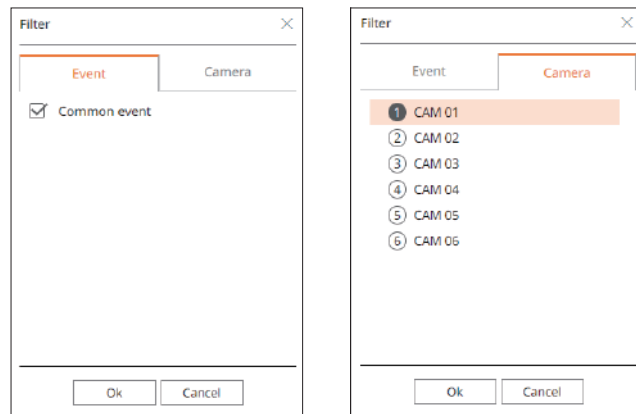 Filter
Event Camera
Common event
Ok Cancel
Filter
Event Camera
1 CAM 01
2 CAM 02
3 CAM 03
4 CAM 04
5 CAM 05
6 CAM 06
Ok Cancel